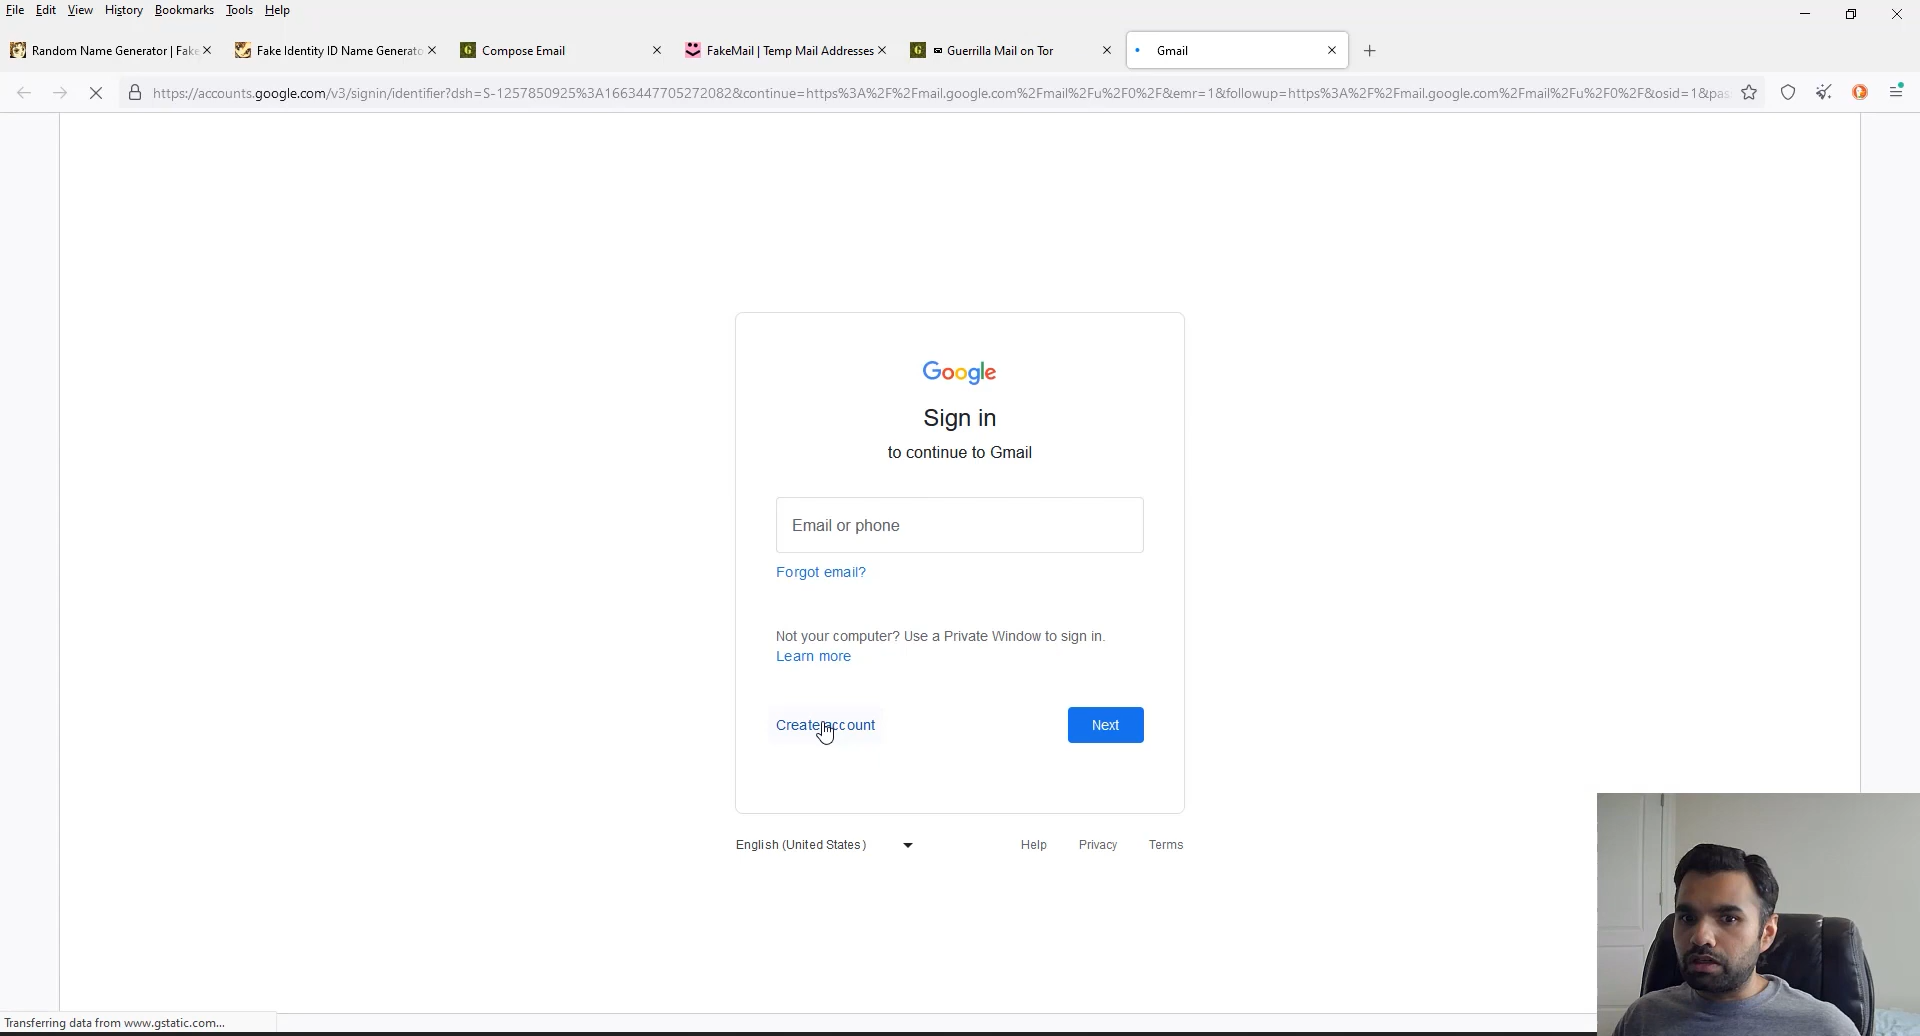 File Edit View History Bookmarks Tools Help
Random Name Generator | Fake
Fake Identity ID Name Generato
Compose Email
FakeMail | Temp Mail Addresses
Guerrilla Mail on Tor
Gmail
https://accounts.google.com/v3/signin/identifier?dsh=S-1257850925%3A1663447705272082&continue=https%3A%2F%2Fmail.google.com%2Fmail%2Fu%2F0%2F&emr=1&followup=https%3A%2F%2Fmail.google.com%2Fmail%2Fu%2F0%2F&osid=1&pas
Google
Sign in
to continue to Gmail
Email or phone
Forgot email?
Not your computer? Use a Private Window to sign in.
Learn more
Create account
Next
English (United States)
Help Privacy Terms
Transferring data from www.gstatic.com...